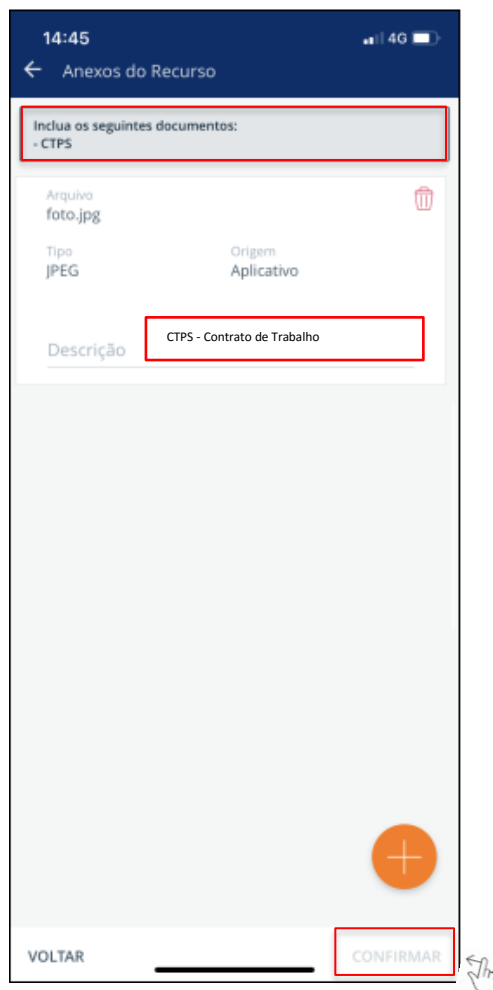 14:45
4G
Anexos do Recurso
Inclua os seguintes documentos:
- CTPS
Arquivo
foto.jpg
Tipo
Origem
JPEG
Aplicativo
Descrição
CTPS - Contrato de Trabalho
VOLTAR
CONFIRMAR